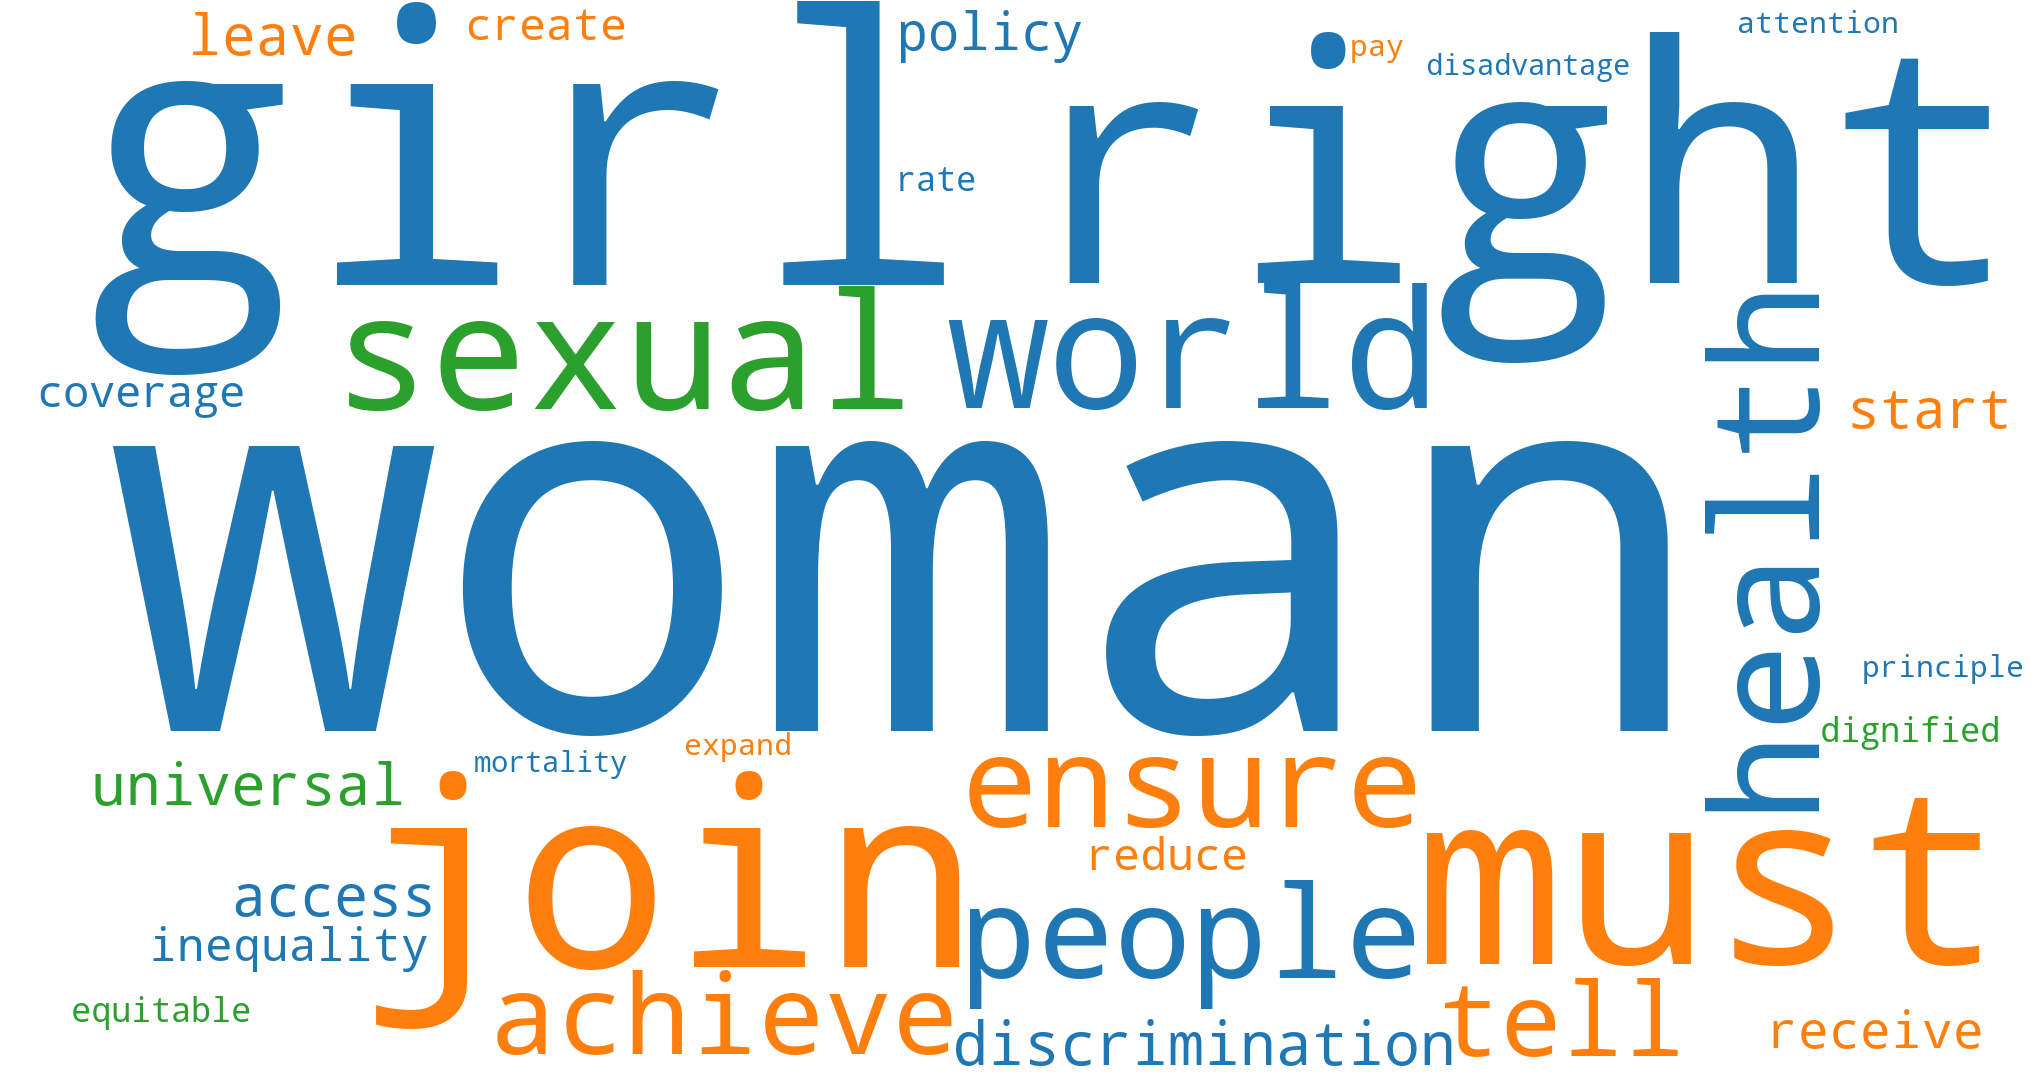 leave
create
policy
pay
attention
disadvantage
girl
right
rate
sexual
world
health
coverage
start
woman
principle
dignified
expand
mortality
universal
ensure
join
must
reduce
access
people
inequality
achieve
tell
equitable
discrimination
receive